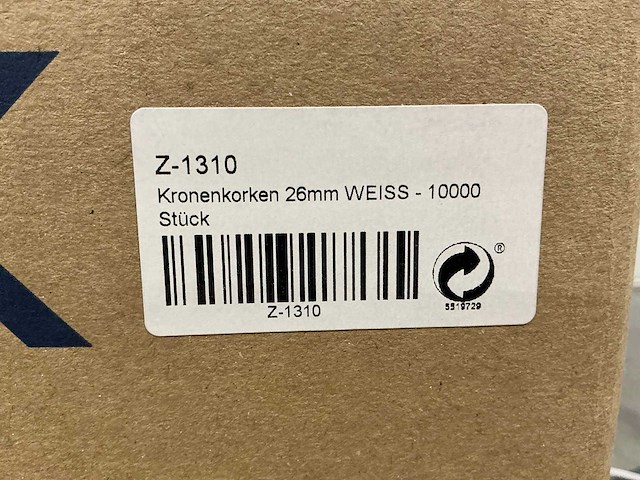 Z-1310
Kronenkorken 26mm WEISS - 10000
Stück
®
Z-1310
5519729